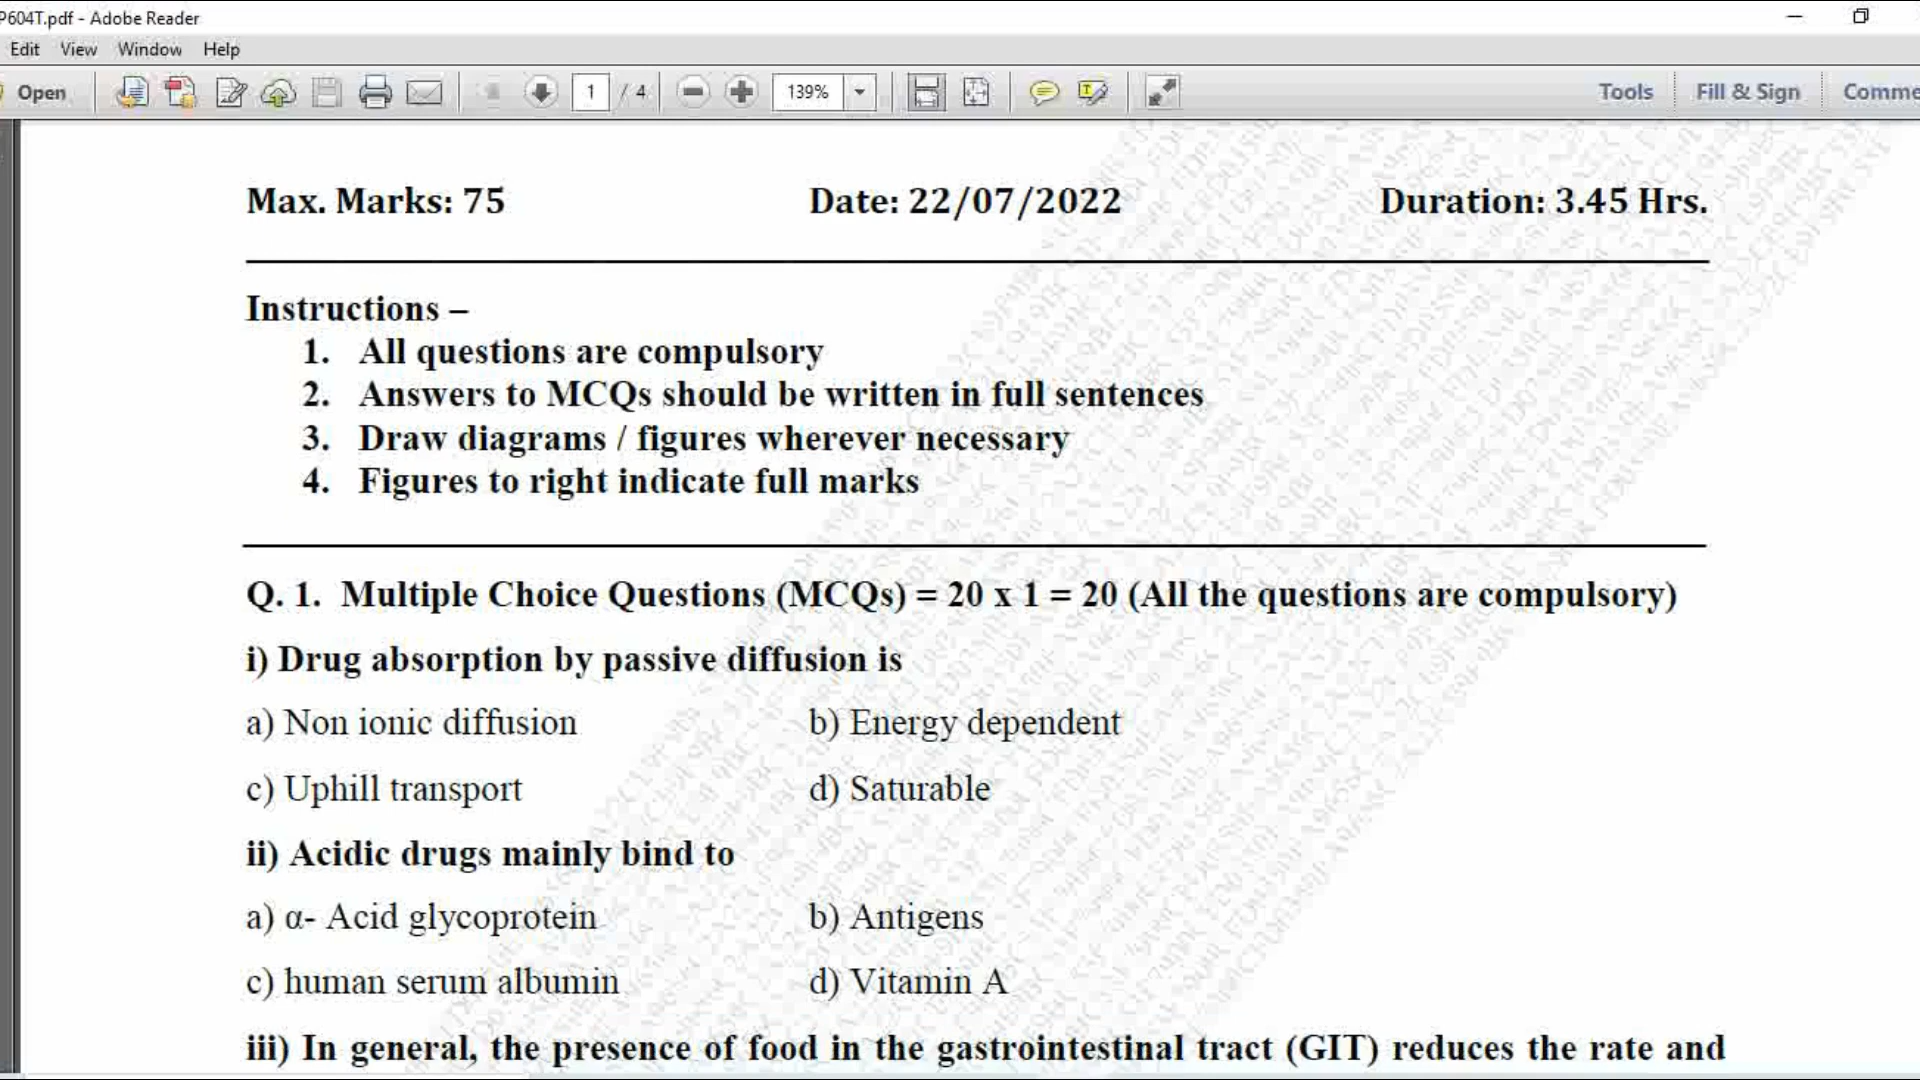 P604T.pdf - Adobe Reader
Edit View Window Help
Open 1 / 4 139% Tools Fill & Sign Comme
Max. Marks: 75 Date: 22/07/2022 Duration: 3.45 Hrs.
Instructions –
1. All questions are compulsory
2. Answers to MCQs should be written in full sentences
3. Draw diagrams / figures wherever necessary
4. Figures to right indicate full marks
Q. 1. Multiple Choice Questions (MCQs) = 20 x 1 = 20 (All the questions are compulsory)
i) Drug absorption by passive diffusion is
a) Non ionic diffusion b) Energy dependent
c) Uphill transport d) Saturable
ii) Acidic drugs mainly bind to
a) α- Acid glycoprotein b) Antigens
c) human serum albumin d) Vitamin A
iii) In general, the presence of food in the gastrointestinal tract (GIT) reduces the rate and